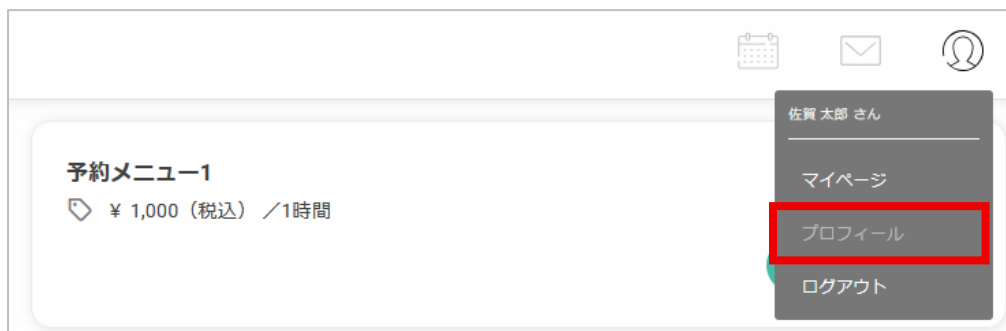 佐賀 太郎 さん
予約メニュー1
¥ 1,000（税込）／1時間
マイページ
プロフィール
ログアウト